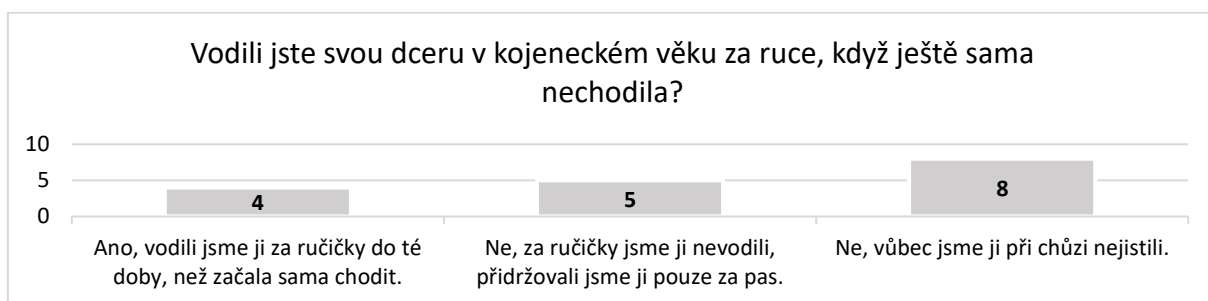 Vodili jste svou dceru v kojeneckém věku za ruce, když ještě sama
nechodila?
10
5
0
4
5
8
Ano, vodili jsme ji za ručičky do té
doby, než začala sama chodit.
Ne, za ručičky jsme ji nevodili,
přidržovali jsme ji pouze za pas.
Ne, vůbec jsme ji při chůzi nejistili.